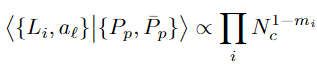 ⟨{L_i, a_ℓ}|{P_p, P̄_p}⟩ ∝ ∏_i N_c^{1−m_i}